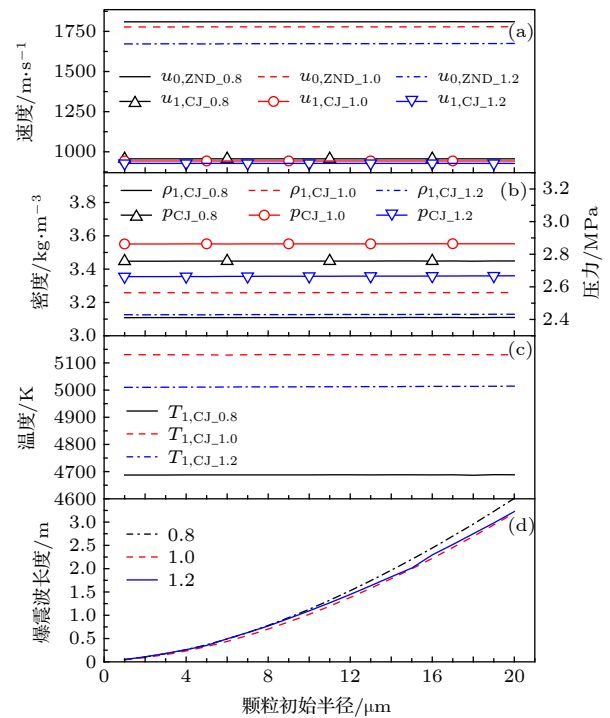 (a)
1750
1500
1250
1000
速度/m·s⁻¹
u₀,ZND_0.8 u₀,ZND_1.0 u₀,ZND_1.2
u₁,CJ_0.8 u₁,CJ_1.0 u₁,CJ_1.2
(b)
ρ₁,CJ_0.8 ρ₁,CJ_1.0 ρ₁,CJ_1.2
pCJ_0.8 pCJ_1.0 pCJ_1.2
3.8
3.6
3.4
3.2
3.0
密度/kg·m⁻³
3.2
3.0
2.8
2.6
2.4
压力/MPa
(c)
5100
5000
4900
4800
4700
4600
温度/K
T₁,CJ_0.8
T₁,CJ_1.0
T₁,CJ_1.2
(d)
3.0
2.5
2.0
1.5
1.0
0.5
0
爆震波长度/m
0.8
1.0
1.2
0 4 8 12 16 20
颗粒初始半径/μm